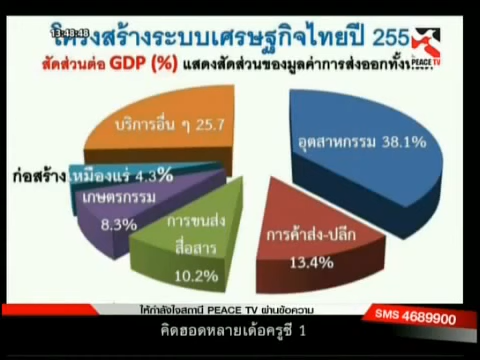 13:48:48
โครงสร้างระบบเศรษฐกิจไทยปี 255
PEACE TV
สัดส่วนต่อ GDP (%) แสดงสัดส่วนของมูลค่าการส่งออกทั้ง
บริการอื่น ๆ 25.7
อุตสาหกรรม 38.1%
ก่อสร้าง เหมืองแร่ 4.3%
เกษตรกรรม
8.3%
การขนส่ง
สื่อสาร
10.2%
การค้าส่ง-ปลีก
13.4%
ให้กำลังใจสถานี PEACE TV ผ่านข้อความ
SMS 4689900
คิดฮอดหลายเด้อครูซี 1